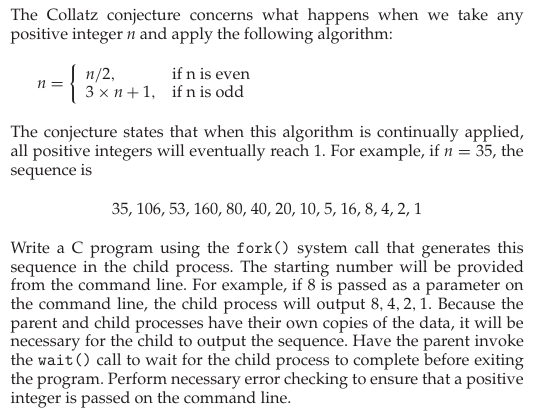 The Collatz conjecture concerns what happens when we take any
positive integer n and apply the following algorithm:
n = { n/2, if n is even
3 × n + 1, if n is odd
The conjecture states that when this algorithm is continually applied,
all positive integers will eventually reach 1. For example, if n = 35, the
sequence is
35, 106, 53, 160, 80, 40, 20, 10, 5, 16, 8, 4, 2, 1
Write a C program using the fork() system call that generates this
sequence in the child process. The starting number will be provided
from the command line. For example, if 8 is passed as a parameter on
the command line, the child process will output 8, 4, 2, 1. Because the
parent and child processes have their own copies of the data, it will be
necessary for the child to output the sequence. Have the parent invoke
the wait() call to wait for the child process to complete before exiting
the program. Perform necessary error checking to ensure that a positive
integer is passed on the command line.